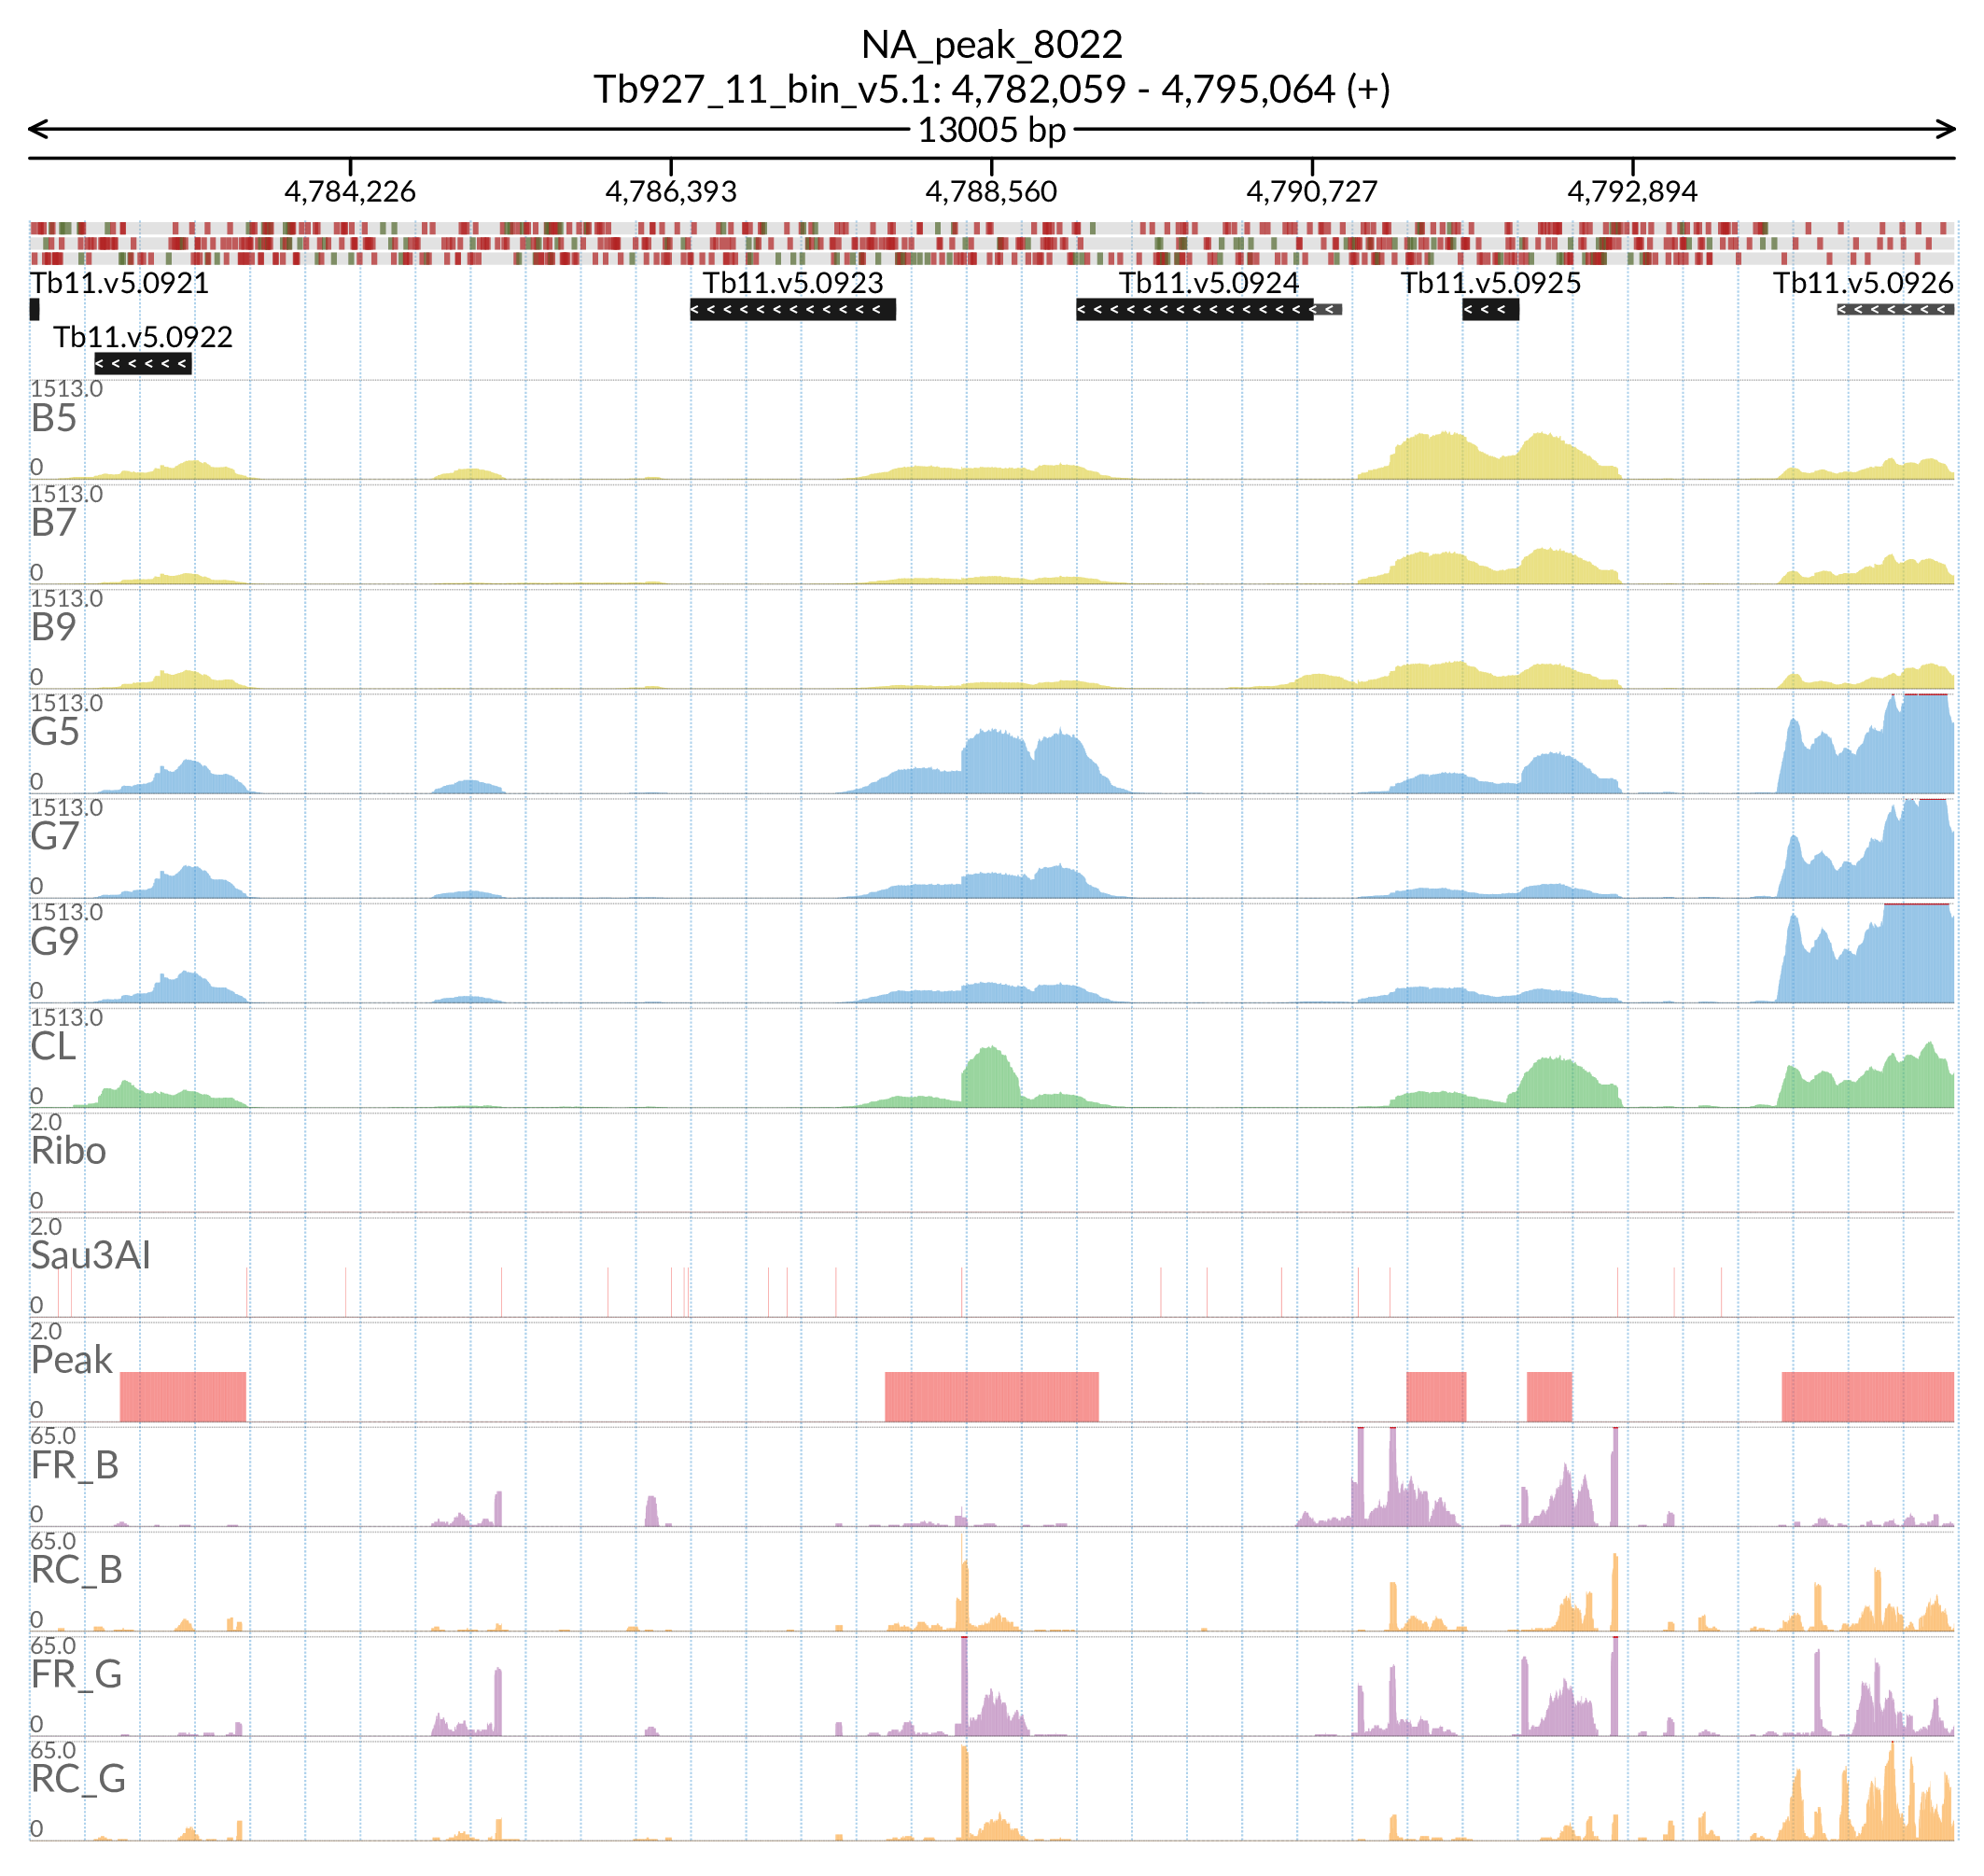 NA_peak_8022
Tb927_11_bin_v5.1: 4,782,059 - 4,795,064 (+)
13005 bp
4,784,226 4,786,393 4,788,560 4,790,727 4,792,894
Tb11.v5.0921 Tb11.v5.0923 Tb11.v5.0924 Tb11.v5.0925 Tb11.v5.0926
Tb11.v5.0922
1513.0
B5
0
1513.0
B7
0
1513.0
B9
0
1513.0
G5
0
1513.0
G7
0
1513.0
G9
0
1513.0
CL
0
2.0
Ribo
0
2.0
Sau3AI
0
2.0
Peak
0
65.0
FR_B
0
65.0
RC_B
0
65.0
FR_G
0
65.0
RC_G
0